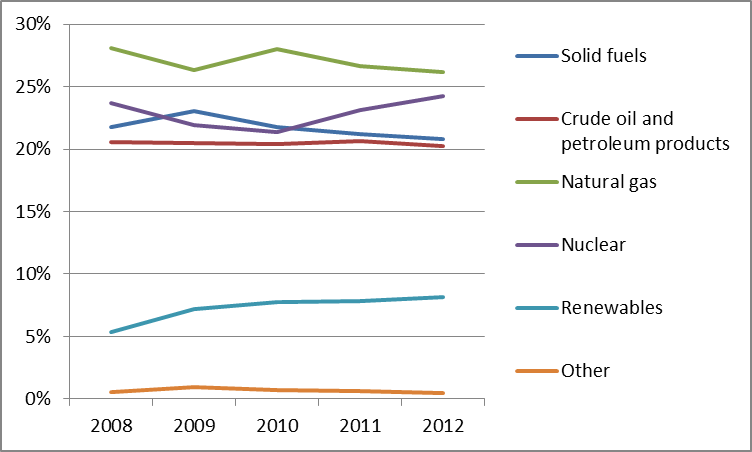 30%
25%
20%
15%
10%
5%
0%
2008 2009 2010 2011 2012
Solid fuels
Crude oil and
petroleum products
Natural gas
Nuclear
Renewables
Other